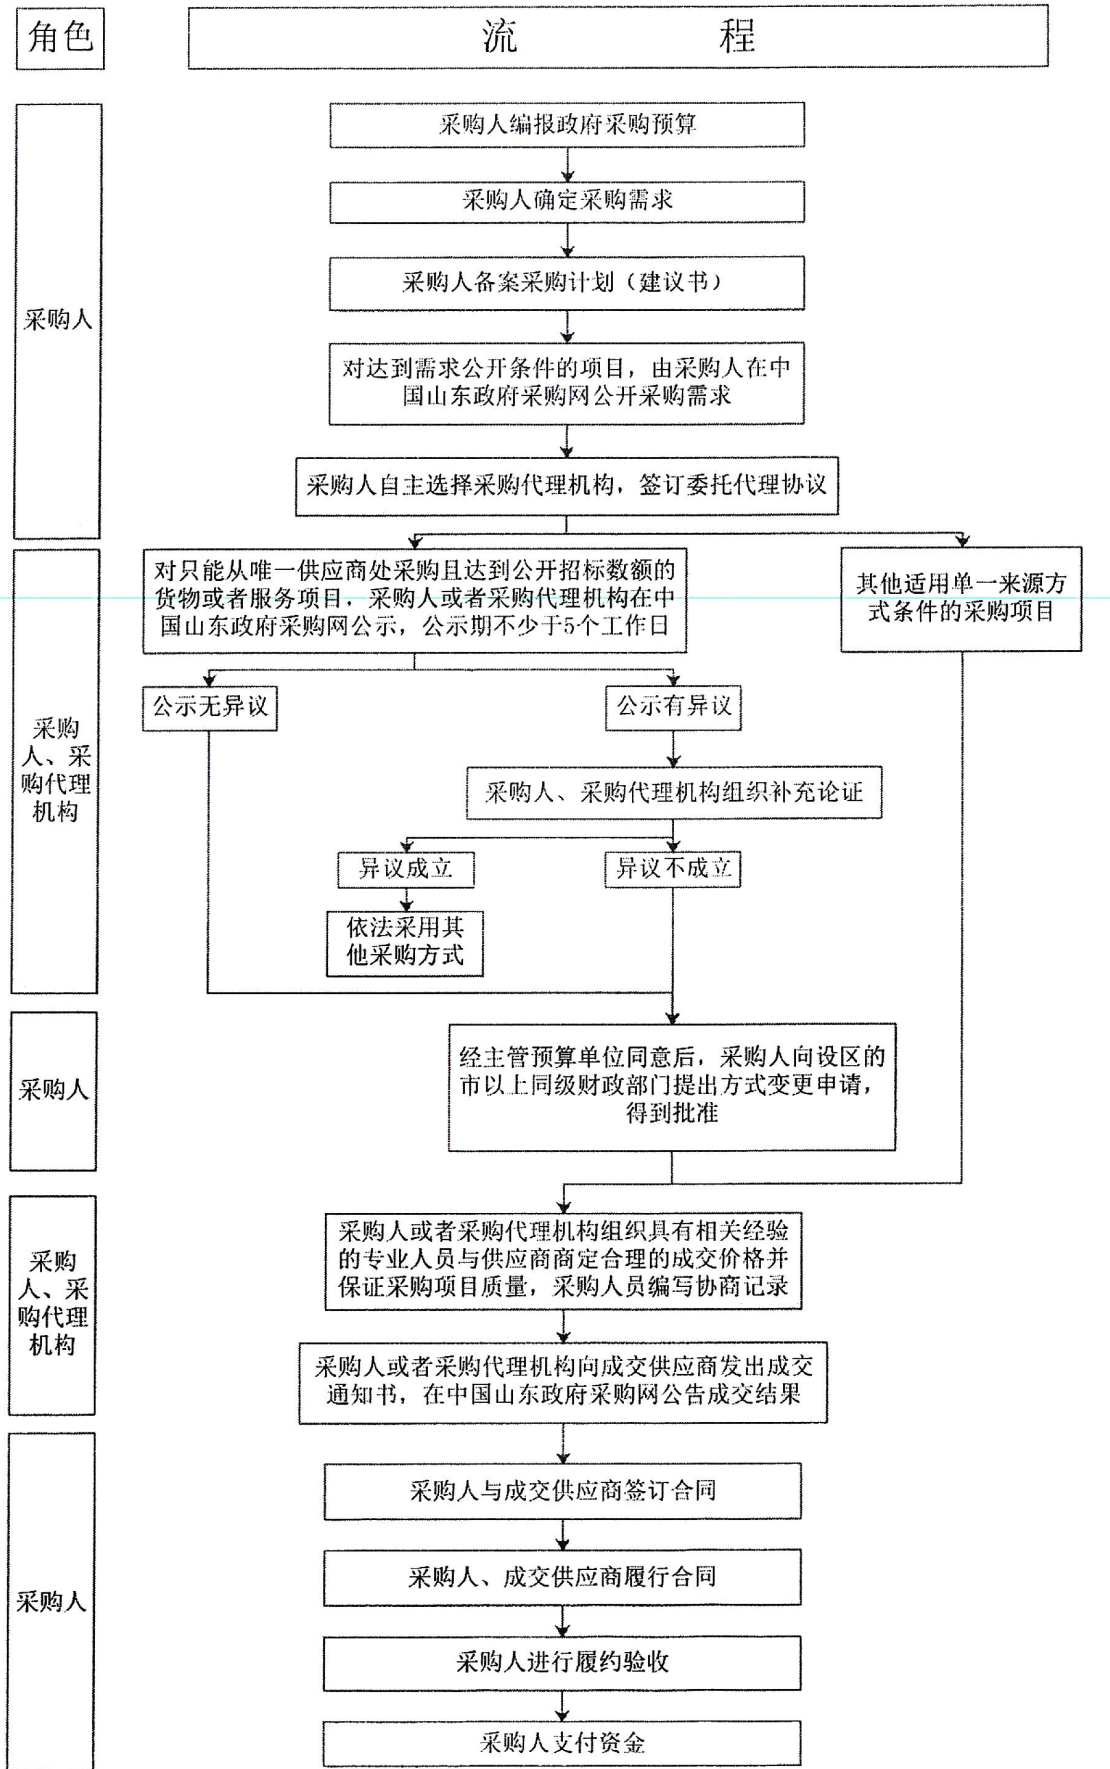 角色
流 程
采购人编报政府采购预算
采购人确定采购需求
采购人备案采购计划（建议书）
采购人
对达到需求公开条件的项目，由采购人在中
国山东政府采购网公开采购需求
采购人自主选择采购代理机构，签订委托代理协议
对只能从唯一供应商处采购且达到公开招标数额的
货物或者服务项目，采购人或者采购代理机构在中
国山东政府采购网公示，公示期不少于5个工作日
其他适用单一来源方
式条件的采购项目
公示无异议
公示有异议
采购
人、采
购代理
机构
采购人、采购代理机构组织补充论证
异议成立
异议不成立
依法采用其
他采购方式
采购人
经主管预算单位同意后，采购人向设区的
市以上同级财政部门提出方式变更申请，
得到批准
采购
人、采
购代理
机构
采购人或者采购代理机构组织具有相关经验
的专业人员与供应商商定合理的成交价格并
保证采购项目质量，采购人员编写协商记录
采购人或者采购代理机构向成交供应商发出成交
通知书，在中国山东政府采购网公告成交结果
采购人与成交供应商签订合同
采购人、成交供应商履行合同
采购人
采购人进行履约验收
采购人支付资金